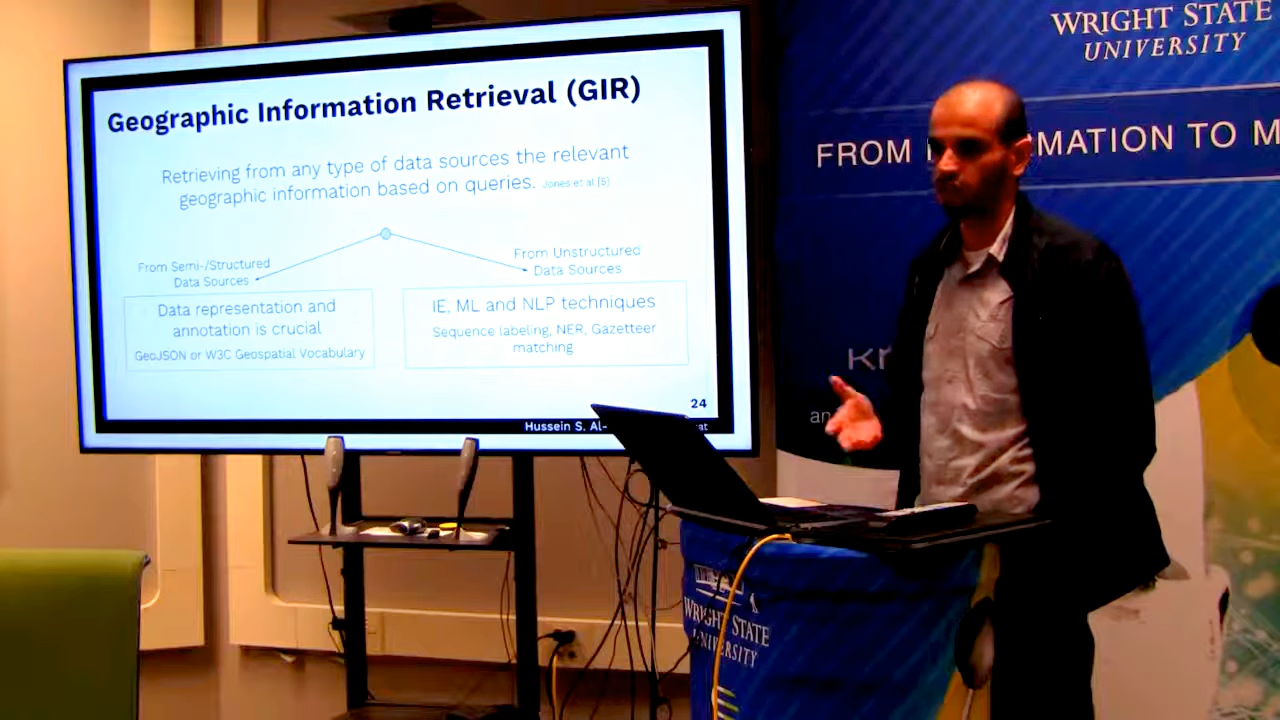 Geographic Information Retrieval (GIR)
Retrieving from any type of data sources the relevant
geographic information based on queries. Jones et al (5)
From Semi-/Structured
Data Sources
From Unstructured
Data Sources
Data representation and
annotation is crucial
GeoJSON or W3C Geospatial Vocabulary
IE, ML and NLP techniques
Sequence labeling, NER, Gazetteer
matching
24
Hussein S. Al-
WRIGHT STATE
UNIVERSITY
FROM
MATION TO M
WRIGHT STATE
UNIVERSITY